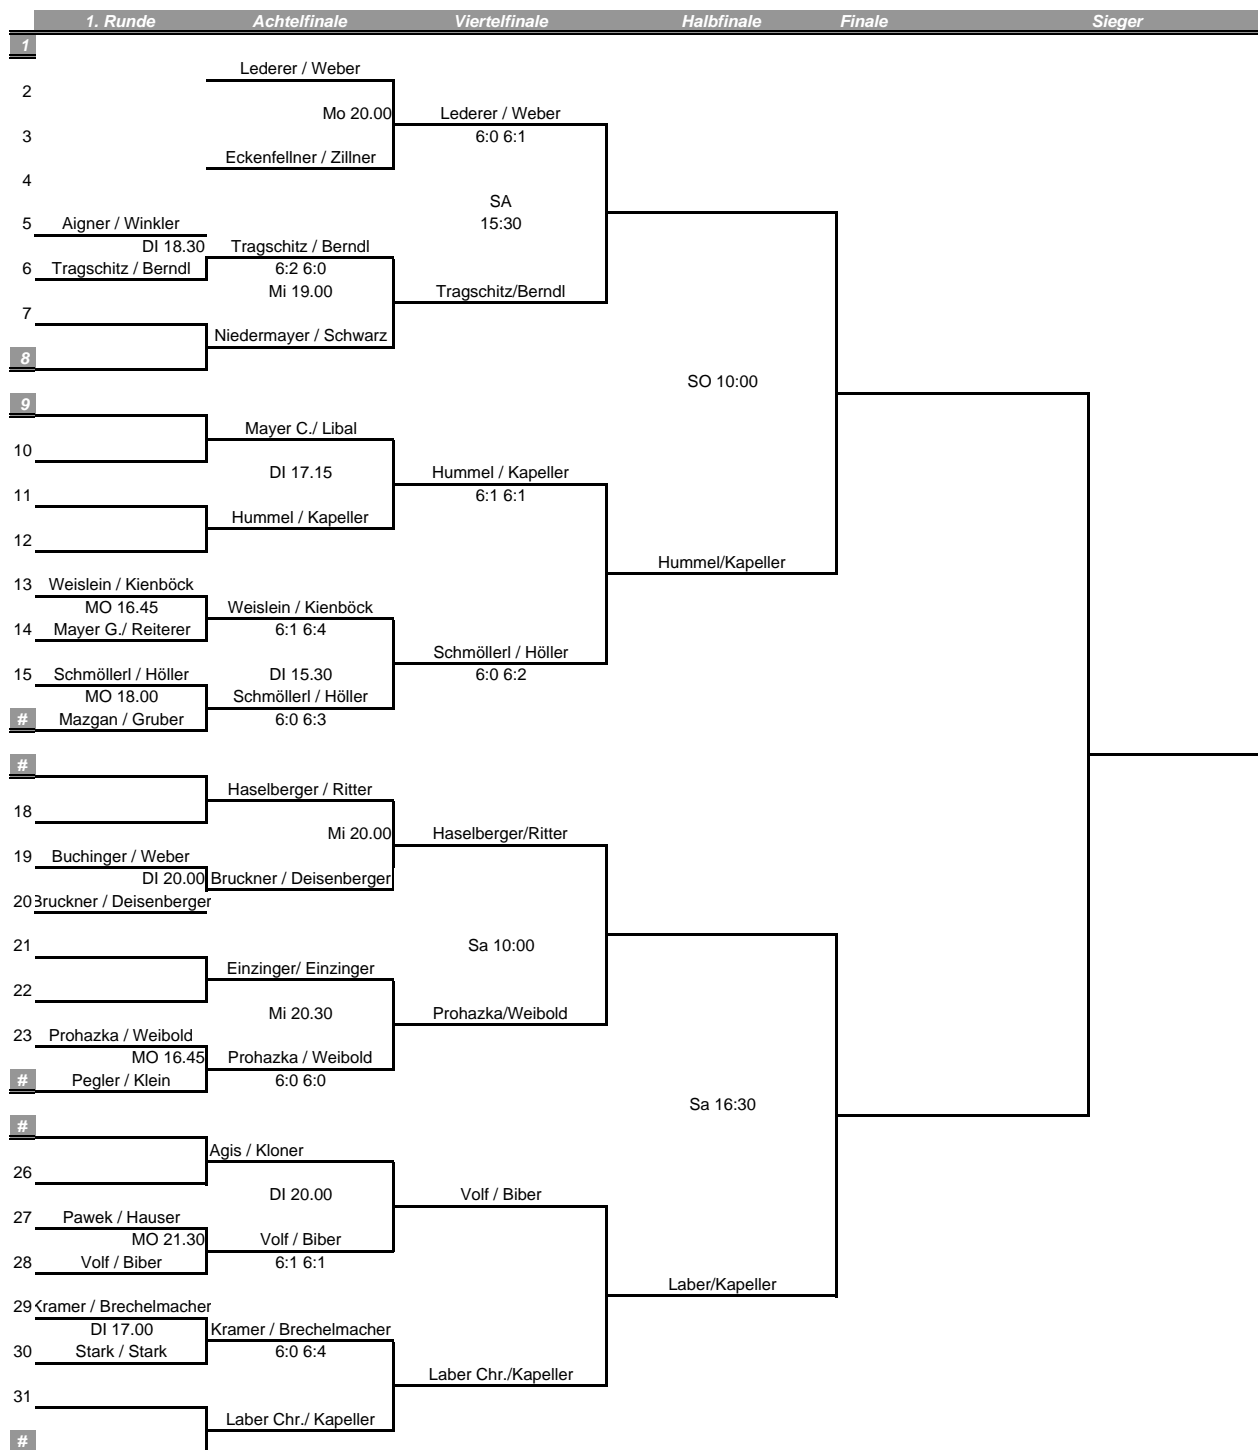 1. Runde Achtelfinale Viertelfinale Halbfinale Finale Sieger
1
Lederer / Weber
2
Mo 20.00 Lederer / Weber
3 6:0 6:1
Eckenfellner / Zillner
4
SA
5 Aigner / Winkler 15:30
DI 18.30 Tragschitz / Berndl
6 Tragschitz / Berndl 6:2 6:0
Mi 19.00 Tragschitz/Berndl
7
Niedermayer / Schwarz
8
SO 10:00
9
Mayer C./ Libal
10
DI 17.15 Hummel / Kapeller
11 6:1 6:1
Hummel / Kapeller
12
Hummel/Kapeller
13 Weislein / Kienböck
MO 16.45 Weislein / Kienböck
14 Mayer G./ Reiterer 6:1 6:4
Schmöllerl / Höller
15 Schmöllerl / Höller DI 15.30 6:0 6:2
MO 18.00 Schmöllerl / Höller
# Mazgan / Gruber 6:0 6:3
#
Haselberger / Ritter
18
Mi 20.00 Haselberger/Ritter
19 Buchinger / Weber
DI 20.00 Bruckner / Deisenberger
20 Bruckner / Deisenberger
21 Sa 10:00
Einzinger/ Einzinger
22
Mi 20.30 Prohazka/Weibold
23 Prohazka / Weibold
MO 16.45 Prohazka / Weibold
# Pegler / Klein 6:0 6:0
Sa 16:30
#
Agis / Kloner
26
DI 20.00 Volf / Biber
27 Pawek / Hauser
MO 21.30 Volf / Biber
28 Volf / Biber 6:1 6:1
Laber/Kapeller
29 Kramer / Brechelmacher
DI 17.00 Kramer / Brechelmacher
30 Stark / Stark 6:0 6:4
Laber Chr./Kapeller
31
Laber Chr./ Kapeller
#